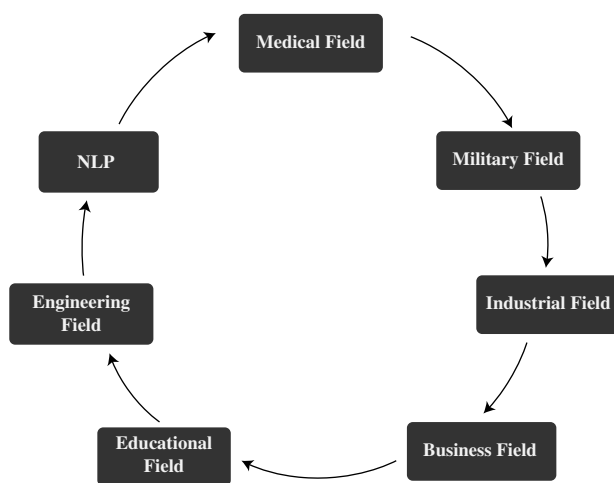 Medical Field
Military Field
Industrial Field
Business Field
Educational
Field
Engineering
Field
NLP